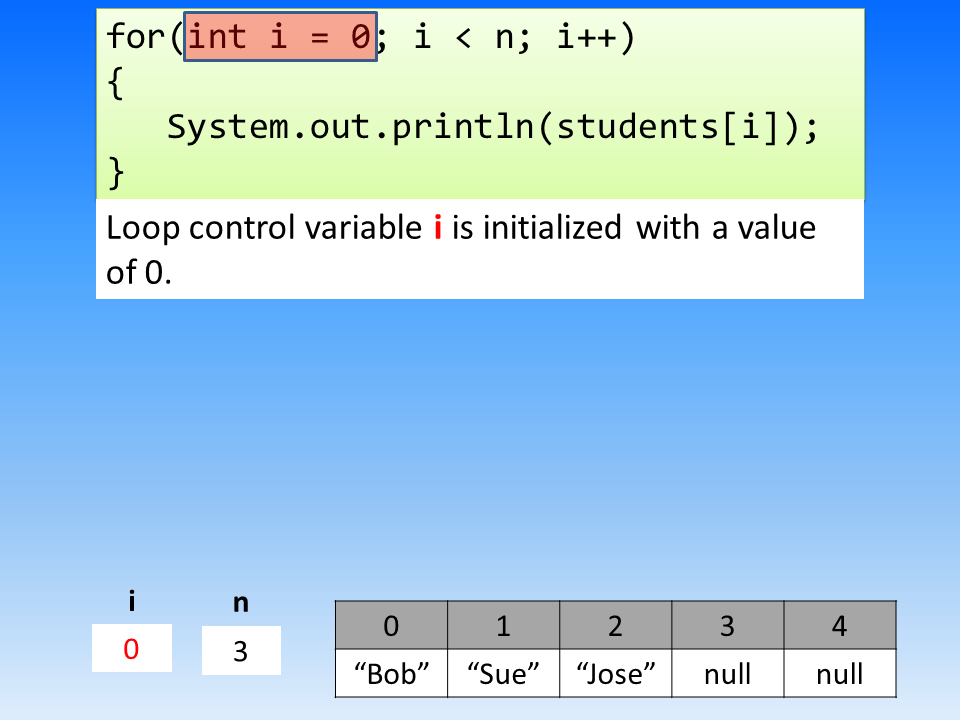 for(int i = 0; i < n; i++)
{
System.out.println(students[i]);
}
Loop control variable i is initialized with a value
of 0.
i n
0 3
0 1 2 3 4
“Bob” “Sue” “Jose” null null